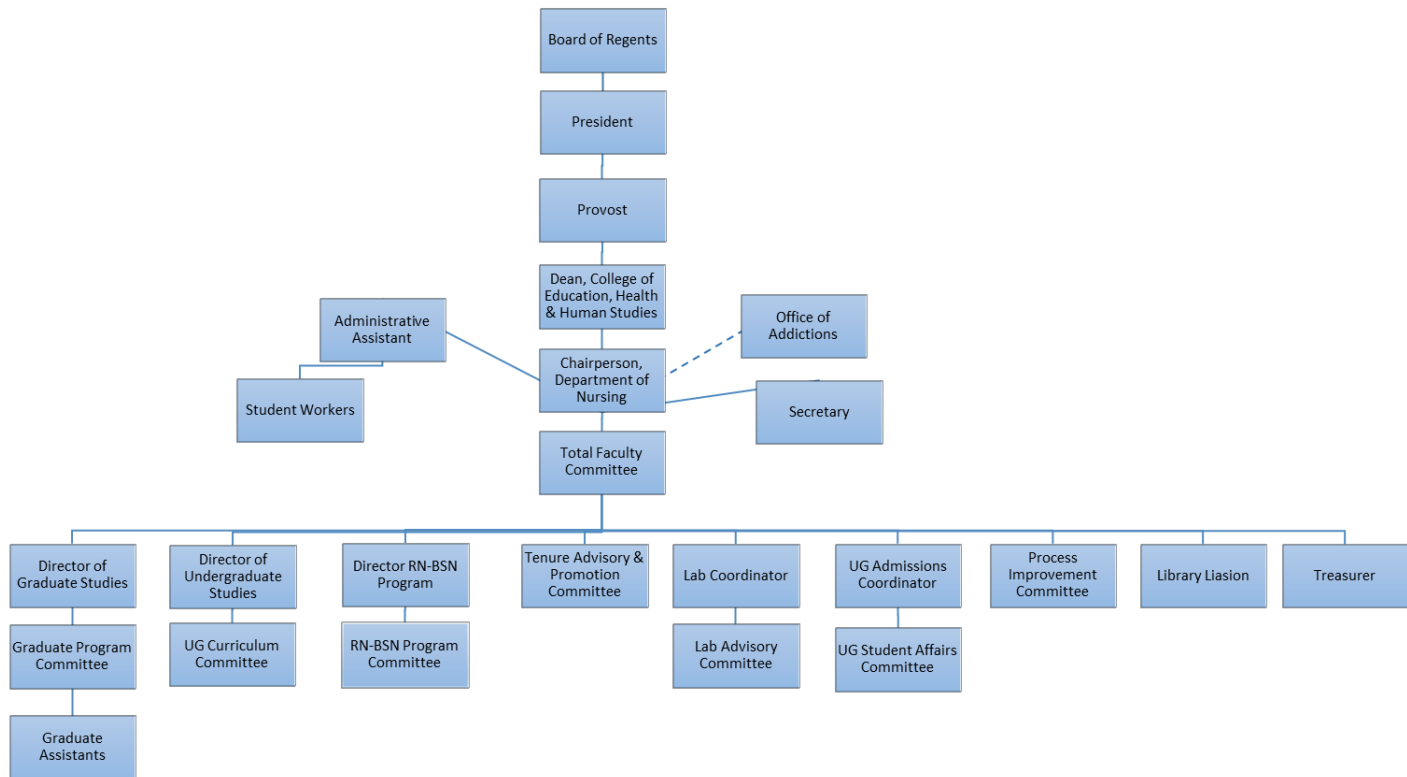 Board of Regents
President
Provost
Dean, College of
Education, Health
& Human Studies
Administrative
Assistant
Office of
Addictions
Chairperson,
Department of
Nursing
Student Workers
Secretary
Total Faculty
Committee
Director of
Graduate Studies
Director of
Undergraduate
Studies
Director RN-BSN
Program
Tenure Advisory &
Promotion
Committee
Lab Coordinator
UG Admissions
Coordinator
Process
Improvement
Committee
Library Liasion
Treasurer
Graduate Program
Committee
UG Curriculum
Committee
RN-BSN Program
Committee
Lab Advisory
Committee
UG Student Affairs
Committee
Graduate
Assistants